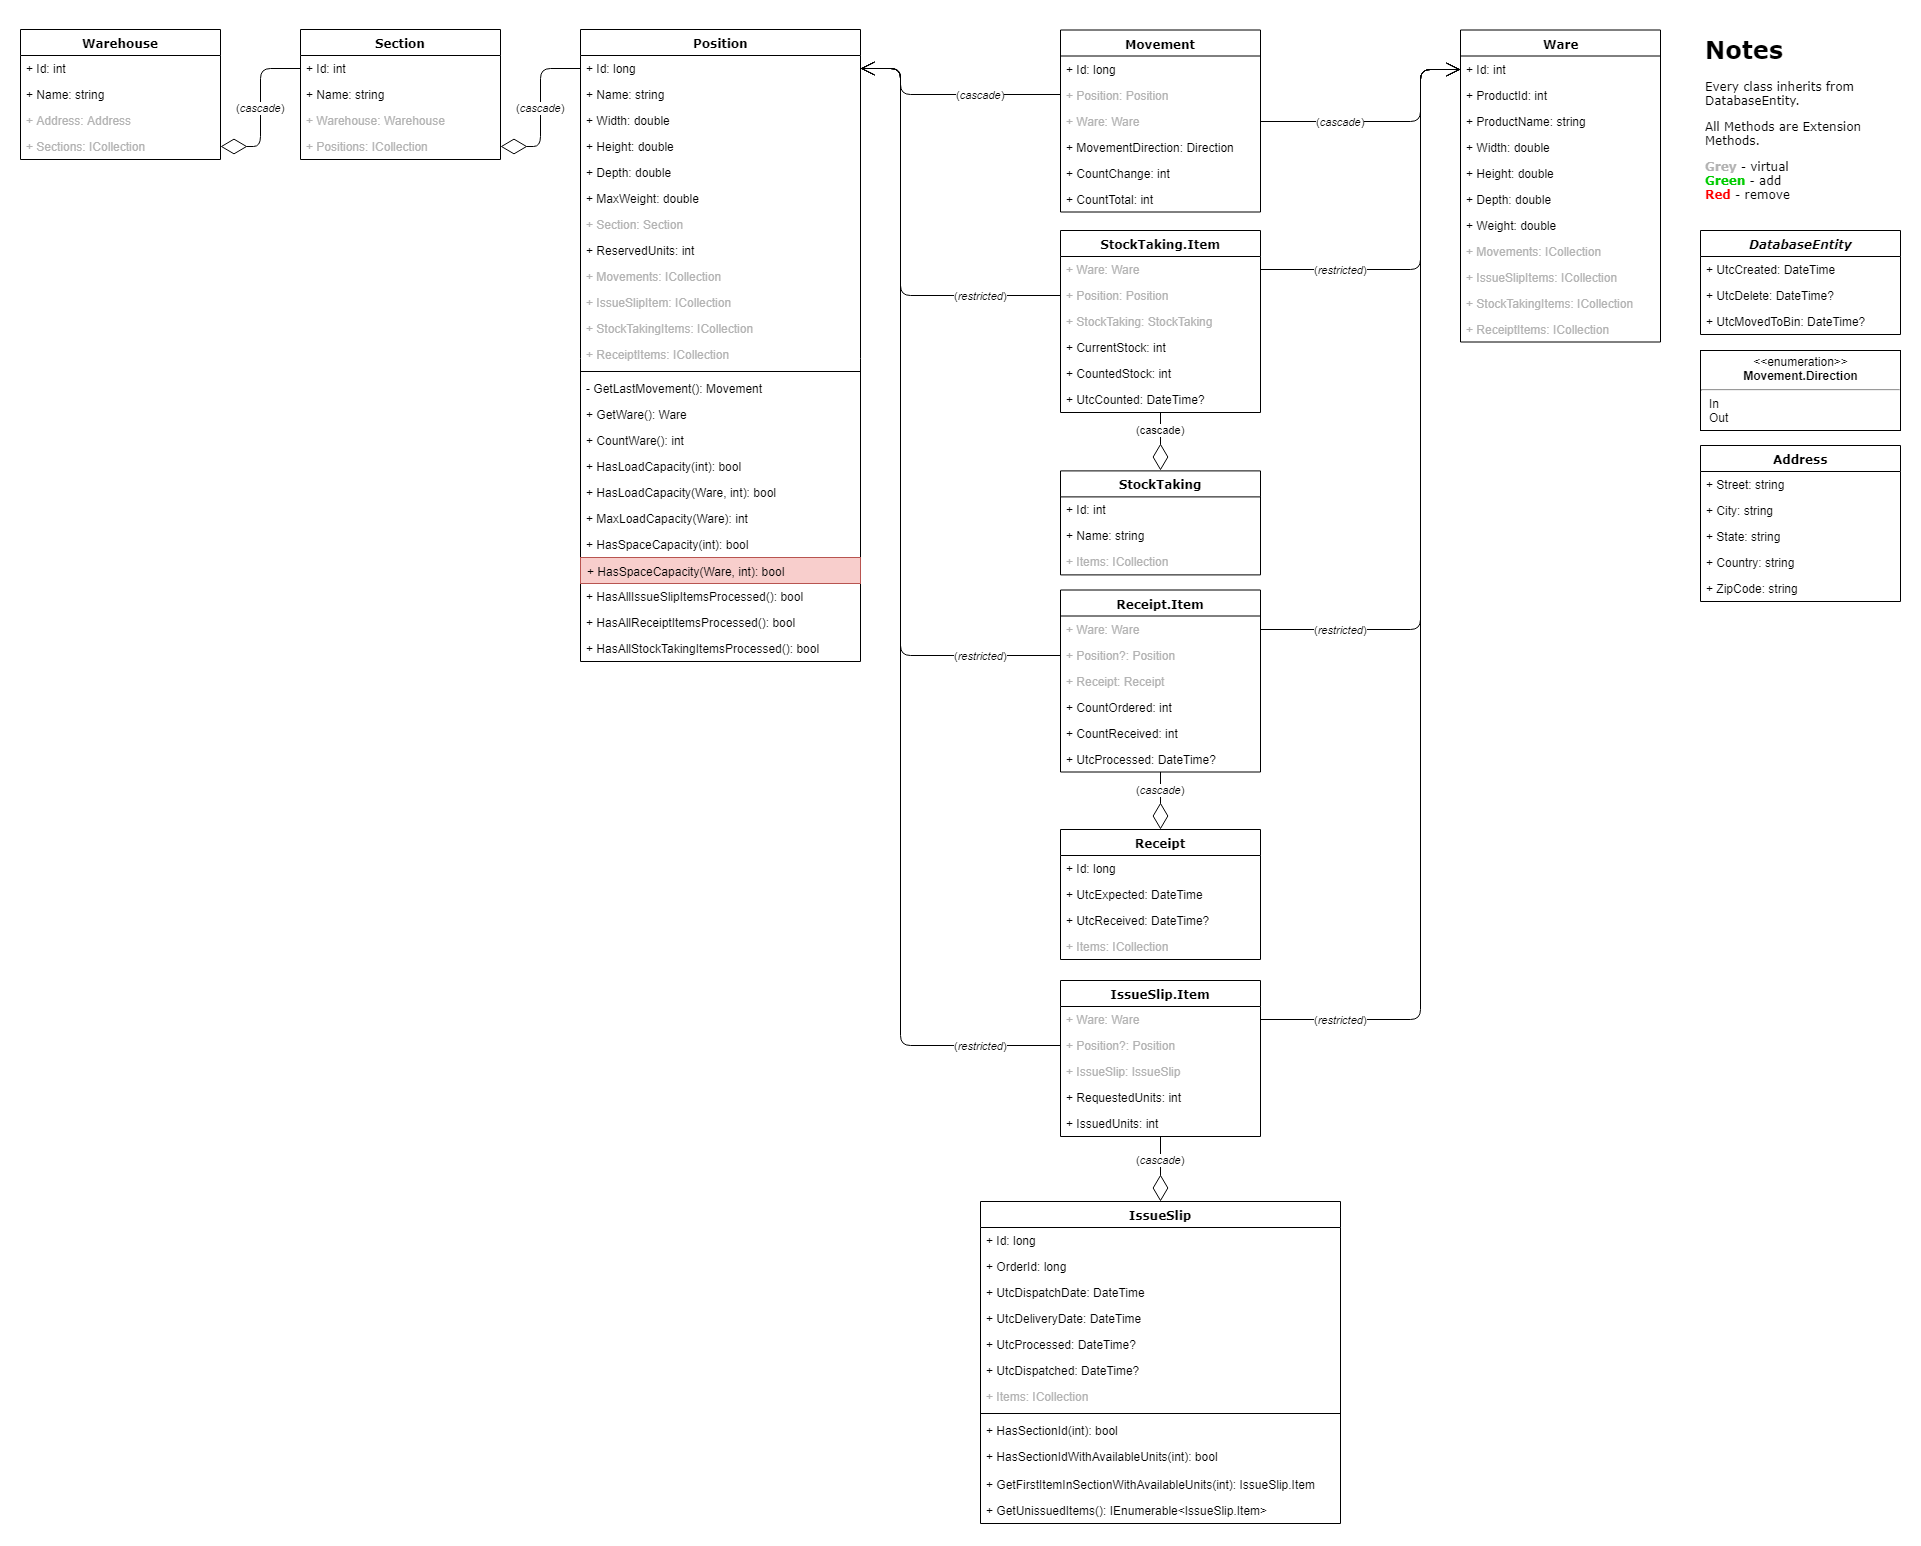 Warehouse
+ Id: int
+ Name: string
+ Address: Address
+ Sections: ICollection
(cascade)
Section
+ Id: int
+ Name: string
+ Warehouse: Warehouse
+ Positions: ICollection
(cascade)
Position
+ Id: long
+ Name: string
+ Width: double
+ Height: double
+ Depth: double
+ MaxWeight: double
+ Section: Section
+ ReservedUnits: int
+ Movements: ICollection
+ IssueSlipItem: ICollection
+ StockTakingItems: ICollection
+ ReceiptItems: ICollection
- GetLastMovement(): Movement
+ GetWare(): Ware
+ CountWare(): int
+ HasLoadCapacity(int): bool
+ HasLoadCapacity(Ware, int): bool
+ MaxLoadCapacity(Ware): int
+ HasSpaceCapacity(int): bool
+ HasSpaceCapacity(Ware, int): bool
+ HasAllIssueSlipItemsProcessed(): bool
+ HasAllReceiptItemsProcessed(): bool
+ HasAllStockTakingItemsProcessed(): bool
(cascade)
(restricted)
(restricted)
(restricted)
Movement
+ Id: long
+ Position: Position
+ Ware: Ware
+ MovementDirection: Direction
+ CountChange: int
+ CountTotal: int
StockTaking.Item
+ Ware: Ware
+ Position: Position
+ StockTaking: StockTaking
+ CurrentStock: int
+ CountedStock: int
+ UtcCounted: DateTime?
(cascade)
StockTaking
+ Id: int
+ Name: string
+ Items: ICollection
Receipt.Item
+ Ware: Ware
+ Position?: Position
+ Receipt: Receipt
+ CountOrdered: int
+ CountReceived: int
+ UtcProcessed: DateTime?
(cascade)
Receipt
+ Id: long
+ UtcExpected: DateTime
+ UtcReceived: DateTime?
+ Items: ICollection
IssueSlip.Item
+ Ware: Ware
+ Position?: Position
+ IssueSlip: IssueSlip
+ RequestedUnits: int
+ IssuedUnits: int
(cascade)
IssueSlip
+ Id: long
+ OrderId: long
+ UtcDispatchDate: DateTime
+ UtcDeliveryDate: DateTime
+ UtcProcessed: DateTime?
+ UtcDispatched: DateTime?
+ Items: ICollection
+ HasSectionId(int): bool
+ HasSectionIdWithAvailableUnits(int): bool
+ GetFirstItemInSectionWithAvailableUnits(int): IssueSlip.Item
+ GetUnissuedItems(): IEnumerable<IssueSlip.Item>
(cascade)
(restricted)
(restricted)
(restricted)
Ware
+ Id: int
+ ProductId: int
+ ProductName: string
+ Width: double
+ Height: double
+ Depth: double
+ Weight: double
+ Movements: ICollection
+ IssueSlipItems: ICollection
+ StockTakingItems: ICollection
+ ReceiptItems: ICollection
Notes
Every class inherits from
DatabaseEntity.
All Methods are Extension
Methods.
Grey - virtual
Green - add
Red - remove
DatabaseEntity
+ UtcCreated: DateTime
+ UtcDelete: DateTime?
+ UtcMovedToBin: DateTime?
<<enumeration>>
Movement.Direction
In
Out
Address
+ Street: string
+ City: string
+ State: string
+ Country: string
+ ZipCode: string